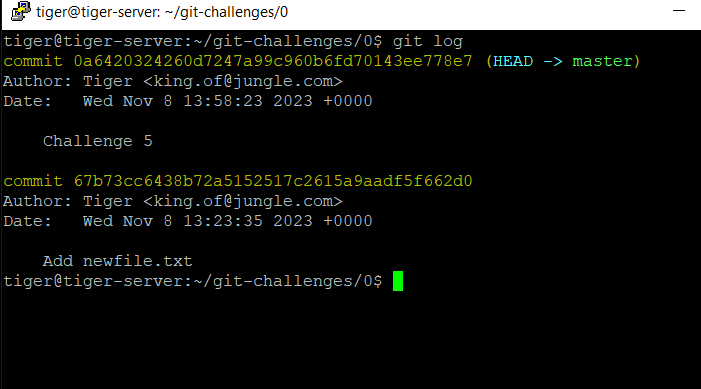 tiger@tiger-server: ~/git-challenges/0
tiger@tiger-server:~/git-challenges/0$ git log
commit 0a6420324260d7247a99c960b6fd70143ee778e7 (HEAD -> master)
Author: Tiger <king.of@jungle.com>
Date:   Wed Nov 8 13:58:23 2023 +0000
    Challenge 5
commit 67b73cc6438b72a5152517c2615a9aadf5f662d0
Author: Tiger <king.of@jungle.com>
Date:   Wed Nov 8 13:23:35 2023 +0000
    Add newfile.txt
tiger@tiger-server:~/git-challenges/0$